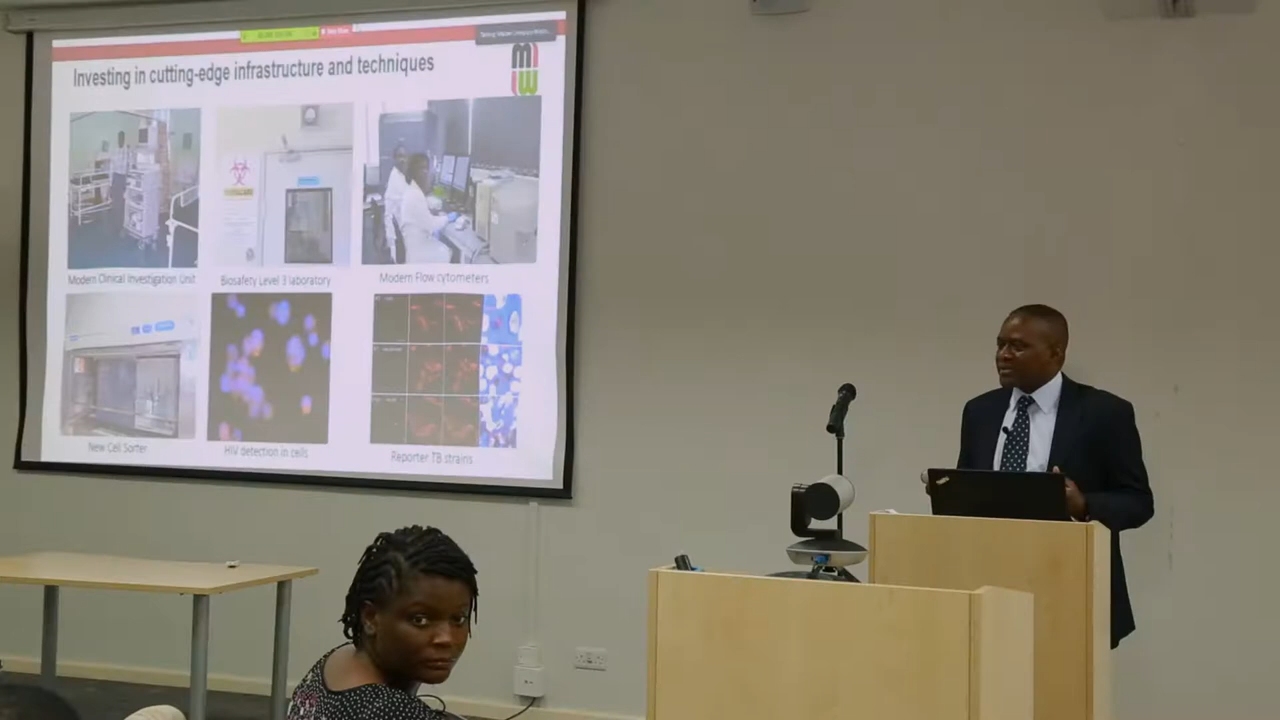 Investing in cutting-edge infrastructure and techniques
Modern Clinical Investigation Unit
Biosafety Level 3 laboratory
Modern Flow cytometers
New Cell Sorter
HIV detection in cells
Reporter TB strains